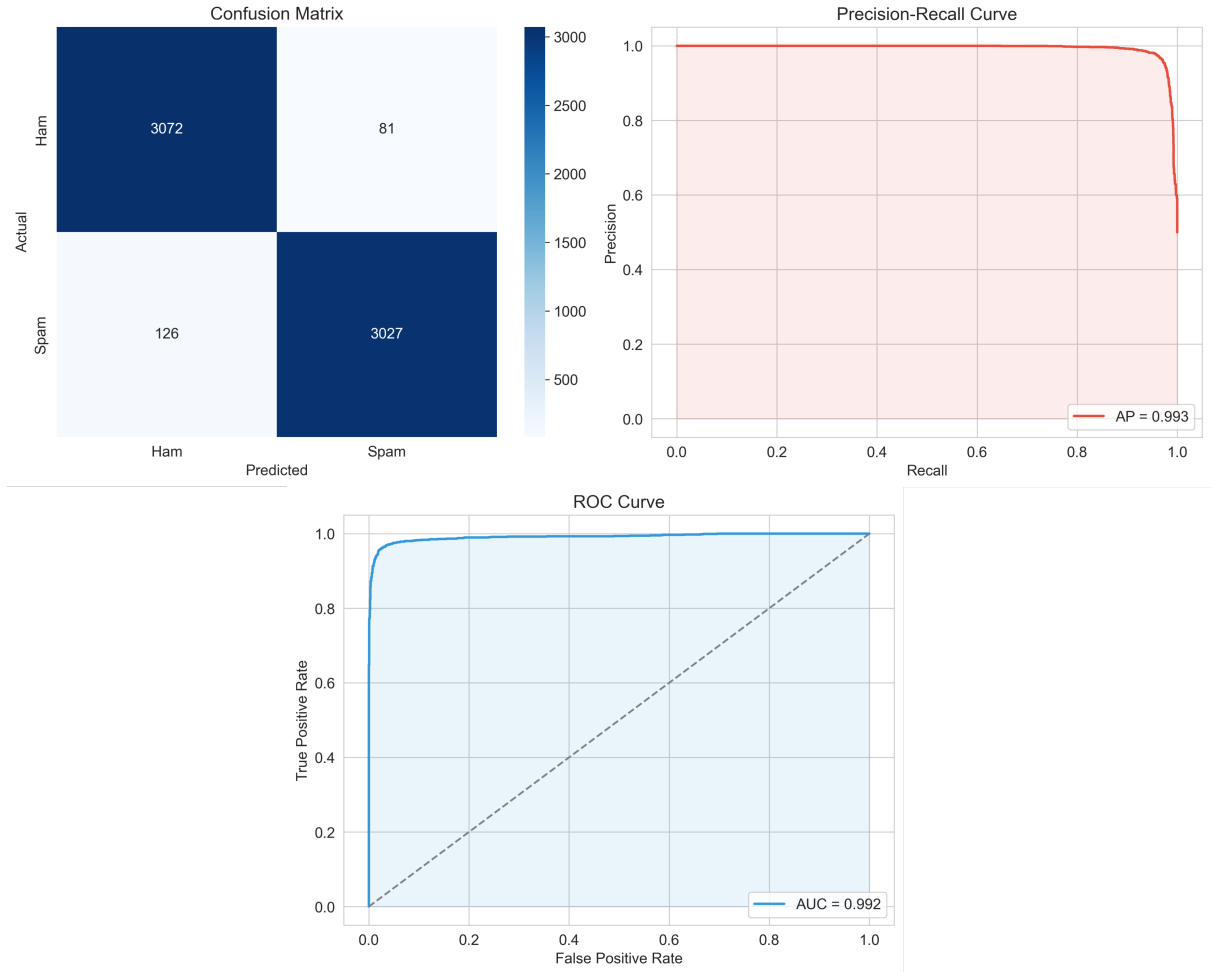 Confusion Matrix
Ham
Spam
Actual
3072
81
126
3027
Ham
Spam
Predicted
3000
2500
2000
1500
1000
500
Precision-Recall Curve
Precision
1.0
0.8
0.6
0.4
0.2
0.0
AP = 0.993
0.0 0.2 0.4 0.6 0.8 1.0
Recall
ROC Curve
True Positive Rate
1.0
0.8
0.6
0.4
0.2
0.0
AUC = 0.992
0.0 0.2 0.4 0.6 0.8 1.0
False Positive Rate